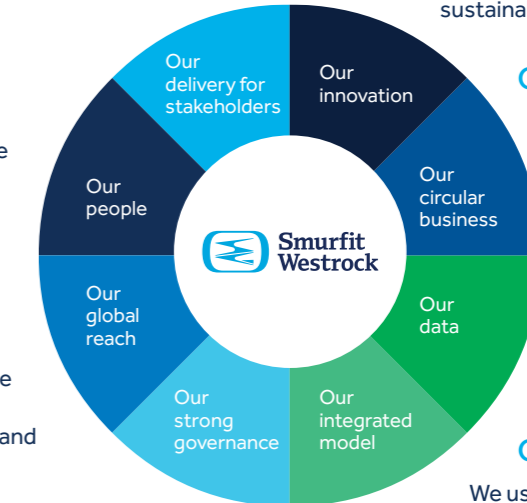 sustaina
Our
delivery for
stakeholders
Our
innovation
e
Our
people
Our
circular
business
Smurfit
Westrock
Our
global
reach
Our
data
e
and
Our
strong
governance
Our
integrated
model
We us